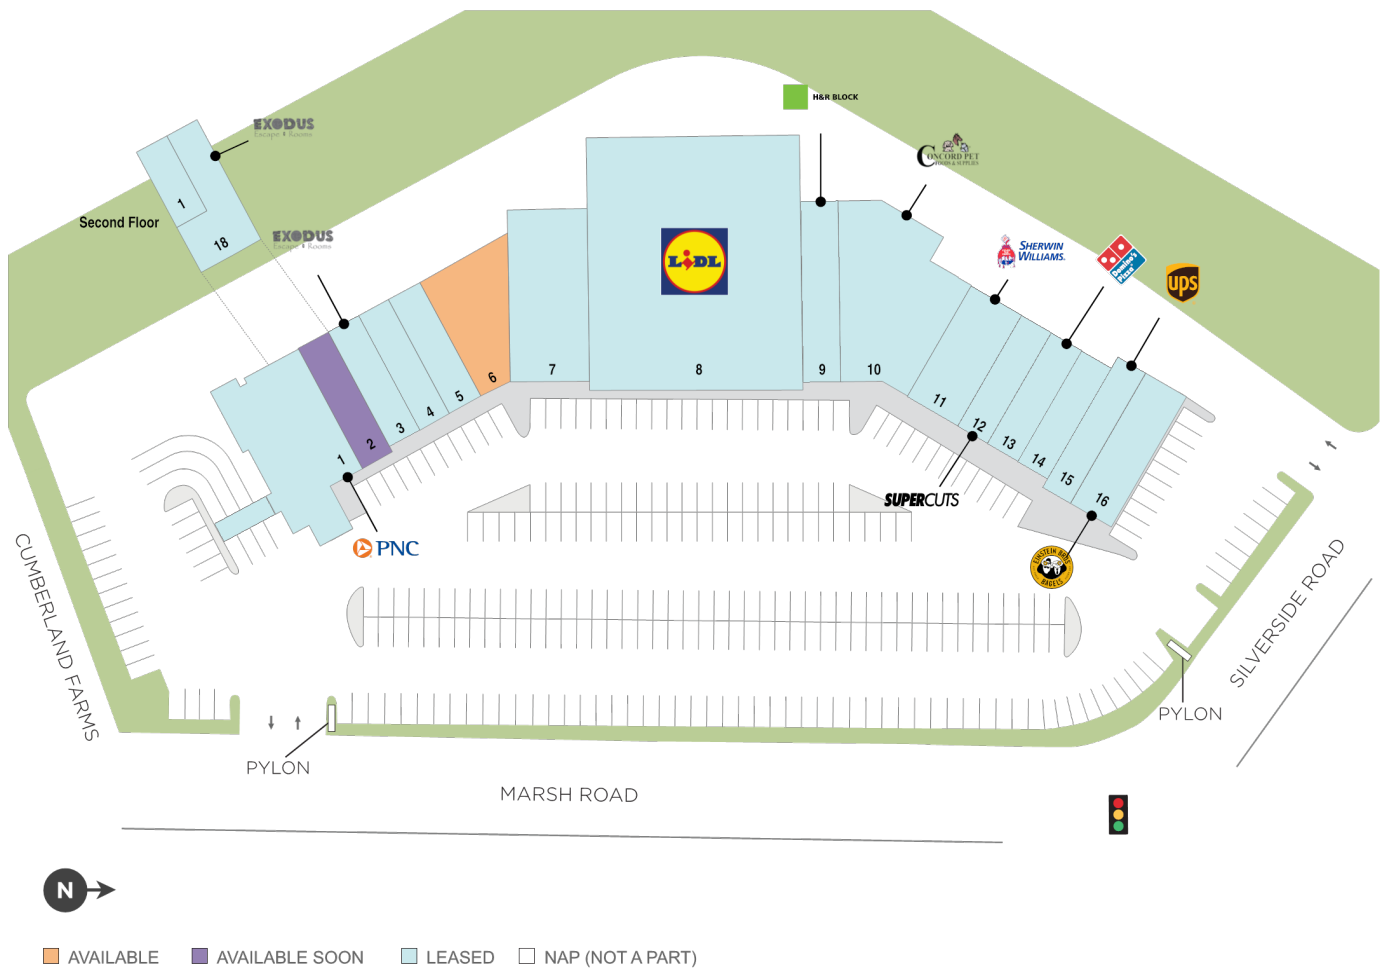 H&R BLOCK
EXODUS
Escape Rooms
CONCORD PET
FOODS & SUPPLIES
1
Second Floor
18
EXODUS
Escape Rooms
LIDL
SHERWIN
WILLIAMS.
Domino's
Pizza
ups
1
2
3
4
5
6
7
8
9
10
11
12
13
14
15
16
SUPERCUTS
PNC
EINSTEIN BROS
BAGELS
CUMBERLAND FARMS
SILVERSIDE ROAD
PYLON
PYLON
MARSH ROAD
N
AVAILABLE
AVAILABLE SOON
LEASED
NAP (NOT A PART)